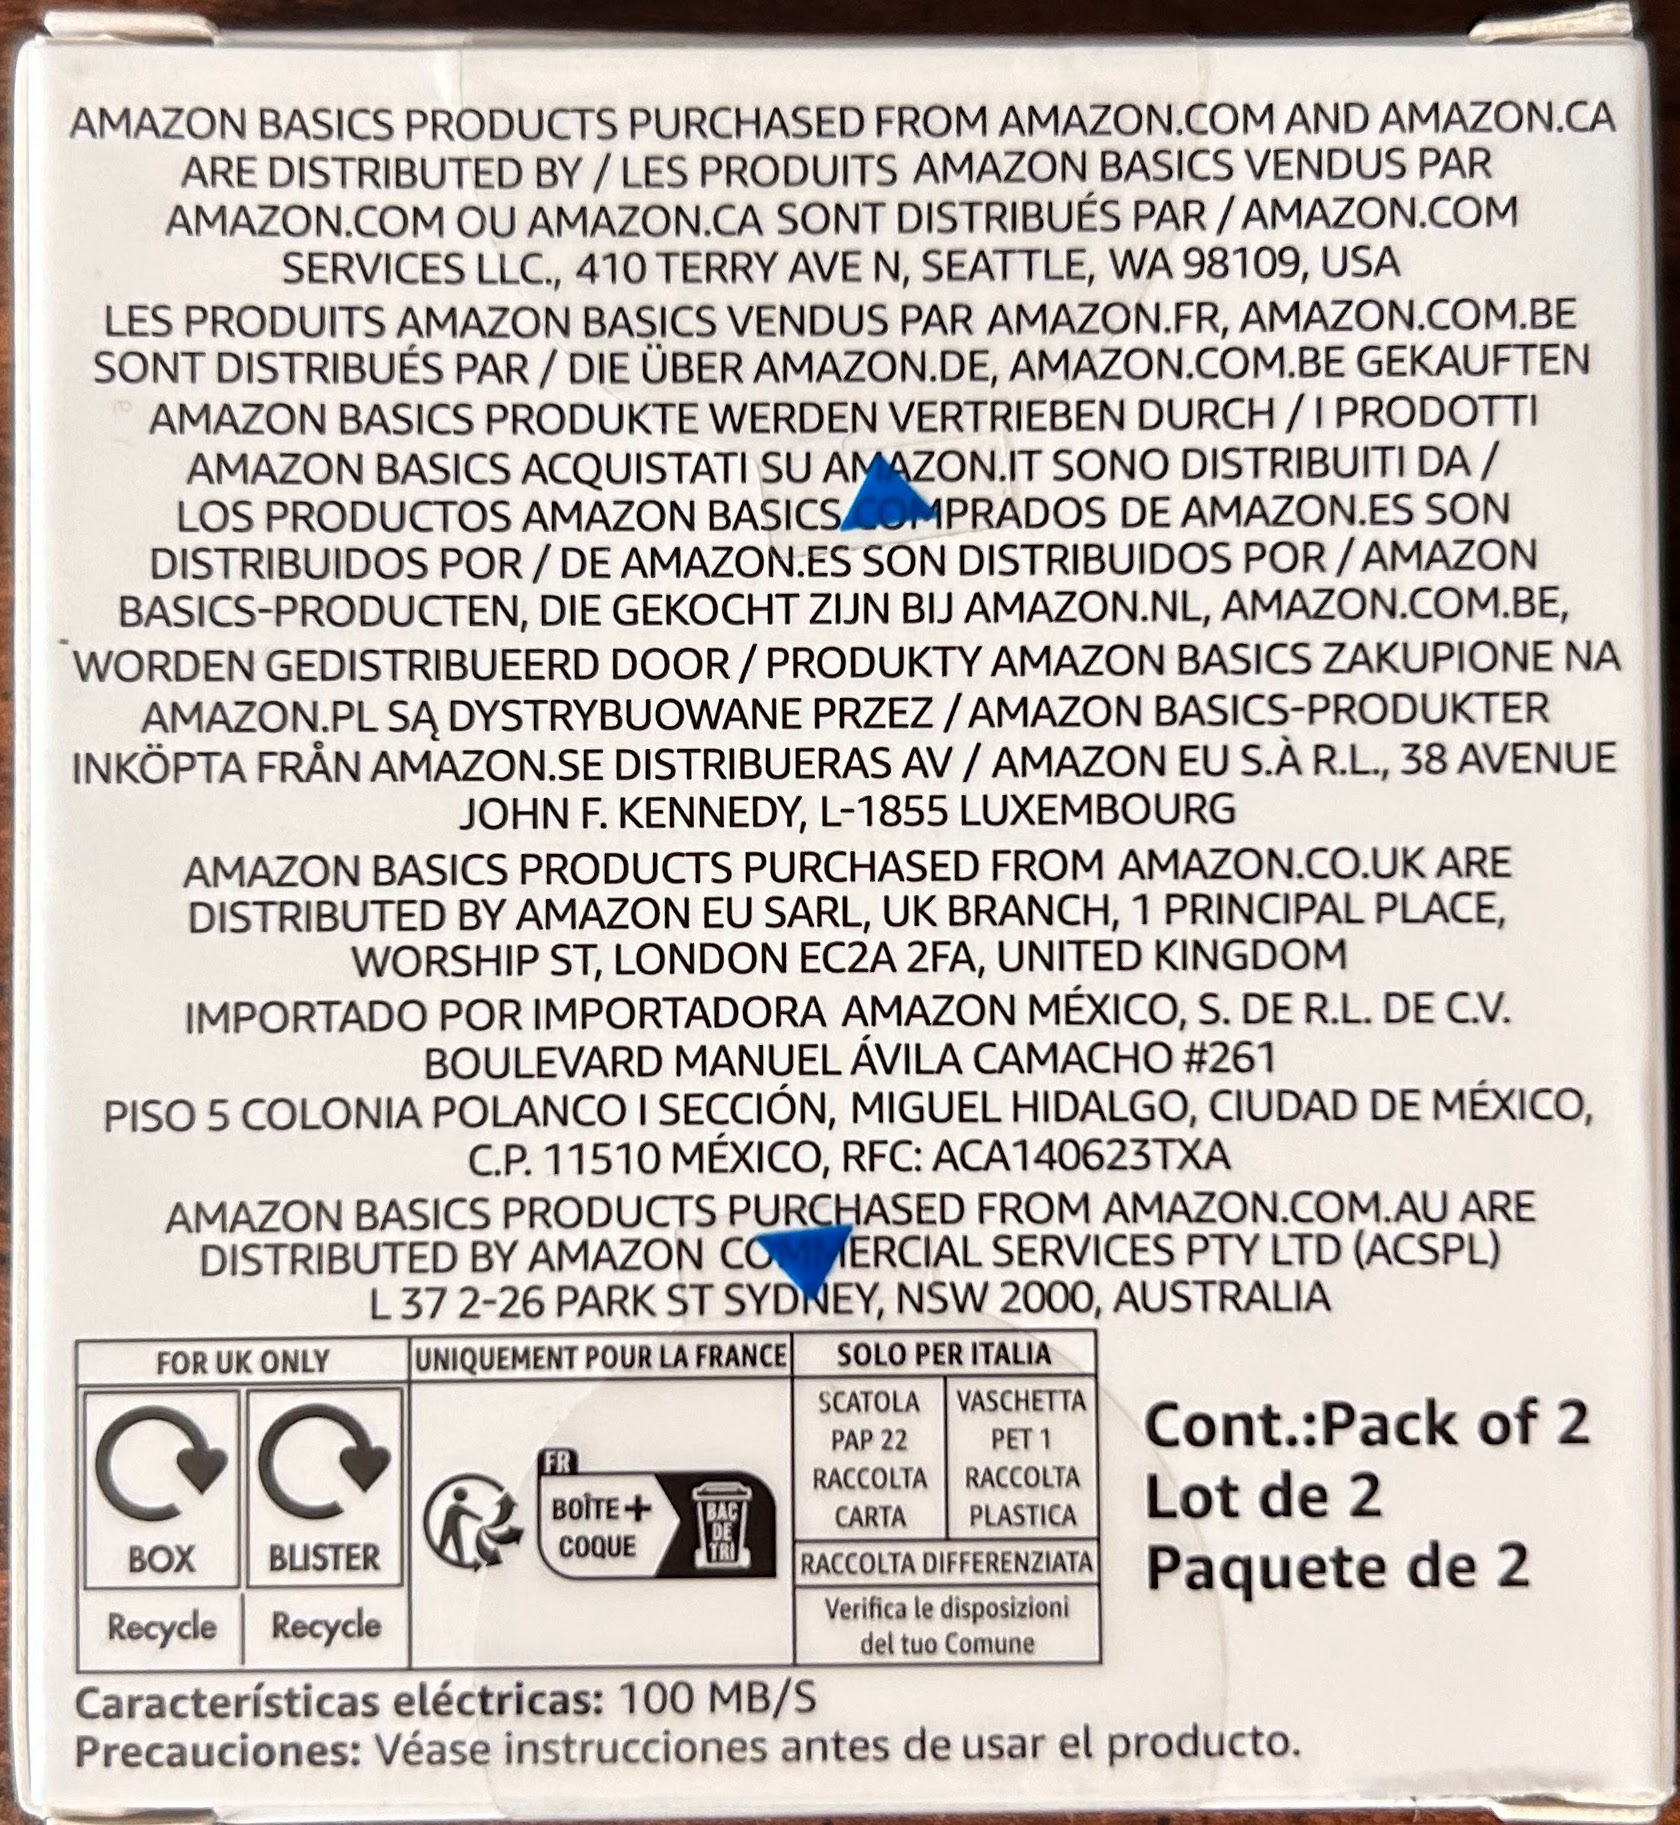 AMAZON BASICS PRODUCTS PURCHASED FROM AMAZON.COM AND AMAZON.CA
ARE DISTRIBUTED BY / LES PRODUITS AMAZON BASICS VENDUS PAR
AMAZON.COM OU AMAZON.CA SONT DISTRIBUÉS PAR / AMAZON.COM
SERVICES LLC., 410 TERRY AVE N, SEATTLE, WA 98109, USA
LES PRODUITS AMAZON BASICS VENDUS PAR AMAZON.FR, AMAZON.COM.BE
SONT DISTRIBUÉS PAR / DIE ÜBER AMAZON.DE, AMAZON.COM.BE GEKAUFTEN
AMAZON BASICS PRODUKTE WERDEN VERTRIEBEN DURCH / I PRODOTTI
AMAZON BASICS ACQUISTATI SU AMAZON.IT SONO DISTRIBUITI DA /
LOS PRODUCTOS AMAZON BASICS COMPRADOS DE AMAZON.ES SON
DISTRIBUIDOS POR / DE AMAZON.ES SON DISTRIBUIDOS POR / AMAZON
BASICS-PRODUCTEN, DIE GEKOCHT ZIJN BIJ AMAZON.NL, AMAZON.COM.BE,
WORDEN GEDISTRIBUEERD DOOR / PRODUKTY AMAZON BASICS ZAKUPIONE NA
AMAZON.PL SĄ DYSTRYBUOWANE PRZEZ / AMAZON BASICS-PRODUKTER
INKÖPTA FRÅN AMAZON.SE DISTRIBUERAS AV / AMAZON EU S.À R.L., 38 AVENUE
JOHN F. KENNEDY, L-1855 LUXEMBOURG
AMAZON BASICS PRODUCTS PURCHASED FROM AMAZON.CO.UK ARE
DISTRIBUTED BY AMAZON EU SARL, UK BRANCH, 1 PRINCIPAL PLACE,
WORSHIP ST, LONDON EC2A 2FA, UNITED KINGDOM
IMPORTADO POR IMPORTADORA AMAZON MÉXICO, S. DE R.L. DE C.V.
BOULEVARD MANUEL ÁVILA CAMACHO #261
PISO 5 COLONIA POLANCO I SECCIÓN, MIGUEL HIDALGO, CIUDAD DE MÉXICO,
C.P. 11510 MÉXICO, RFC: ACA140623TXA
AMAZON BASICS PRODUCTS PURCHASED FROM AMAZON.COM.AU ARE
DISTRIBUTED BY AMAZON COMMERCIAL SERVICES PTY LTD (ACSPL)
L 37 2-26 PARK ST SYDNEY, NSW 2000, AUSTRALIA
FOR UK ONLY
BOX
BLISTER
Recycle
Recycle
UNIQUEMENT POUR LA FRANCE
FR
BOÎTE +
COQUE
BAC
DE
TRI
SOLO PER ITALIA
SCATOLA
PAP 22
RACCOLTA
CARTA
VASCHETTA
PET 1
RACCOLTA
PLASTICA
RACCOLTA DIFFERENZIATA
Verifica le disposizioni
del tuo Comune
Cont.:Pack of 2
Lot de 2
Paquete de 2
Características eléctricas: 100 MB/S
Precauciones: Véase instrucciones antes de usar el producto.